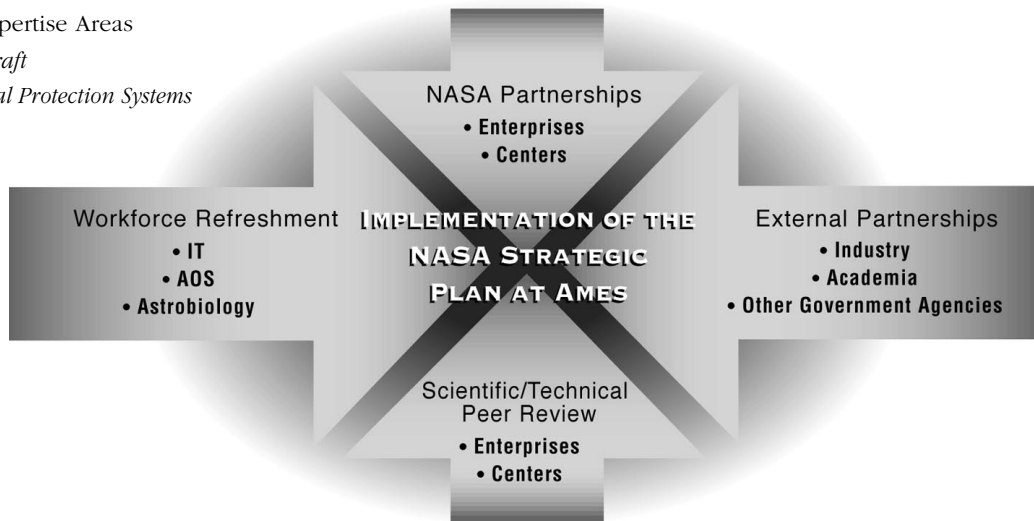 pertise Areas
raft
al Protection Systems
NASA Partnerships
• Enterprises
• Centers
Workforce Refreshment
• IT
• AOS
• Astrobiology
IMPLEMENTATION OF THE
NASA STRATEGIC
PLAN AT AMES
External Partnerships
• Industry
• Academia
• Other Government Agencies
Scientific/Technical
Peer Review
• Enterprises
• Centers